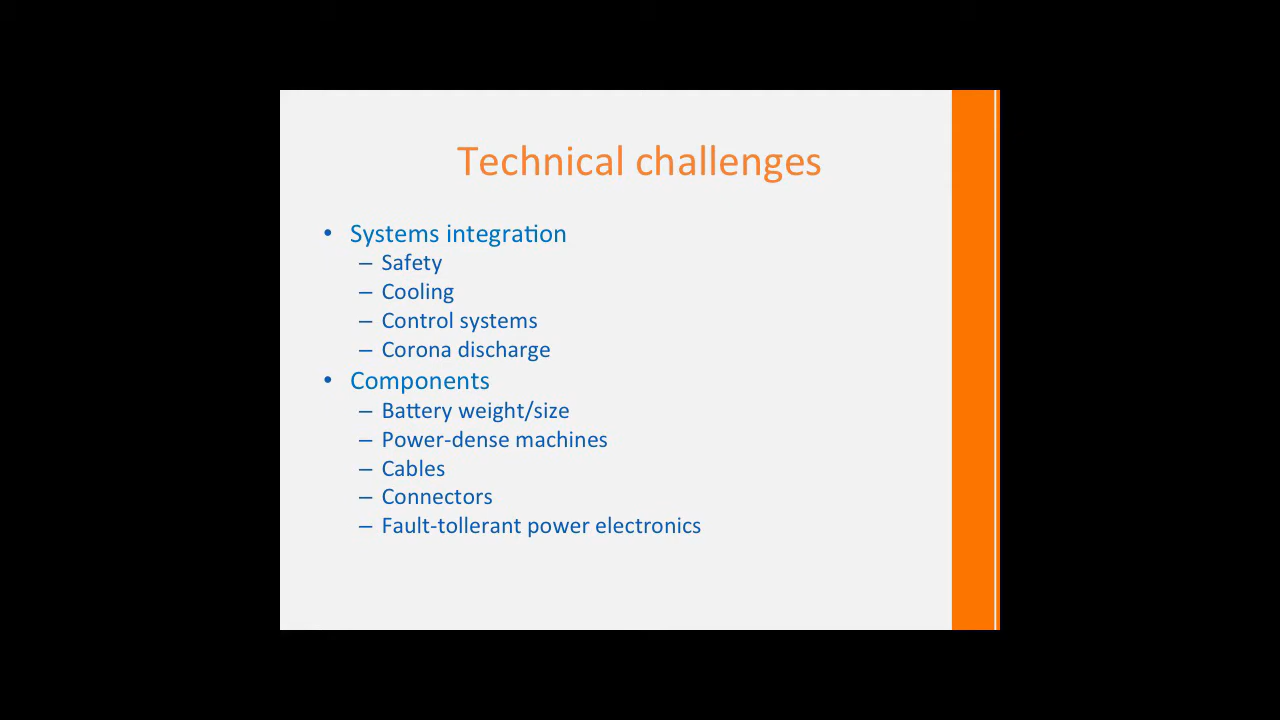 Technical challenges
• Systems integration
– Safety
– Cooling
– Control systems
– Corona discharge
• Components
– Battery weight/size
– Power-dense machines
– Cables
– Connectors
– Fault-tollerant power electronics